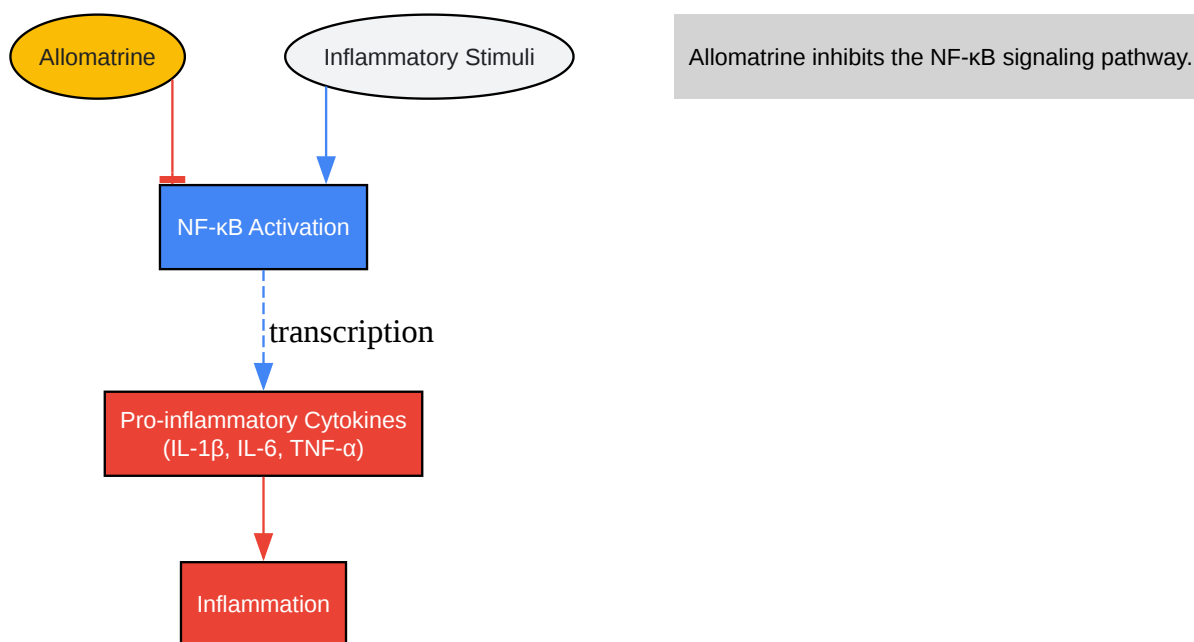 Allomatrine
Inflammatory Stimuli
Allomatrine inhibits the NF-κB signaling pathway.
NF-κB Activation
transcription
Pro-inflammatory Cytokines
(IL-1β, IL-6, TNF-α)
Inflammation